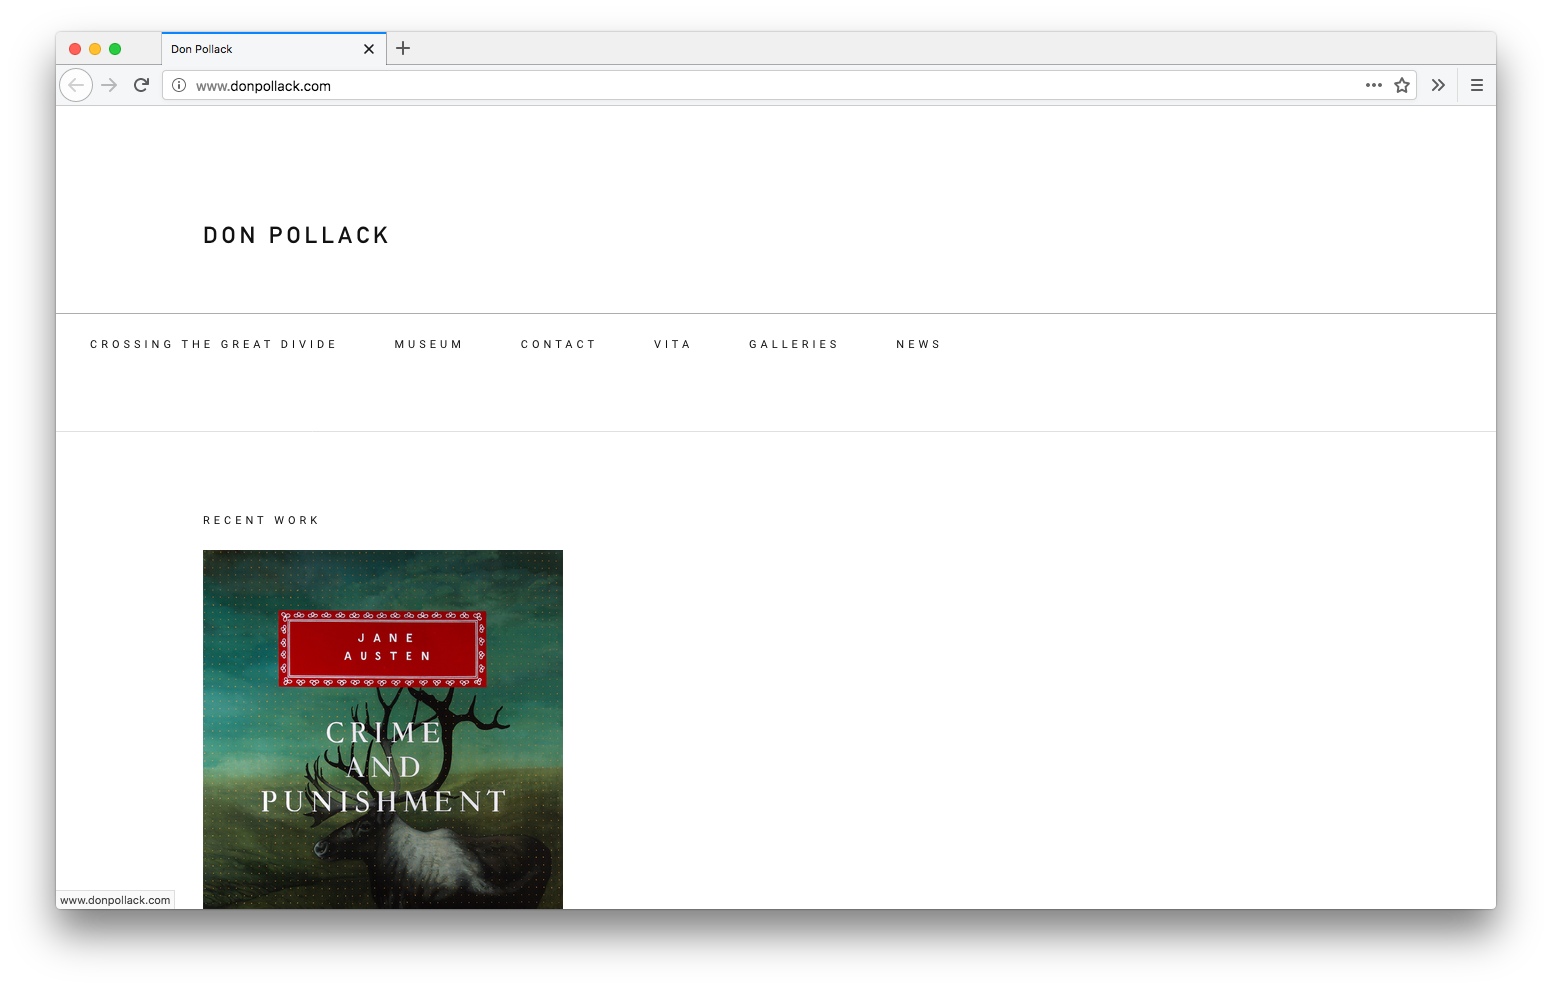 Don Pollack
www.donpollack.com
DON POLLACK
CROSSING THE GREAT DIVIDE MUSEUM CONTACT VITA GALLERIES NEWS
RECENT WORK
JANE
AUSTEN
CRIME
AND
PUNISHMENT
www.donpollack.com